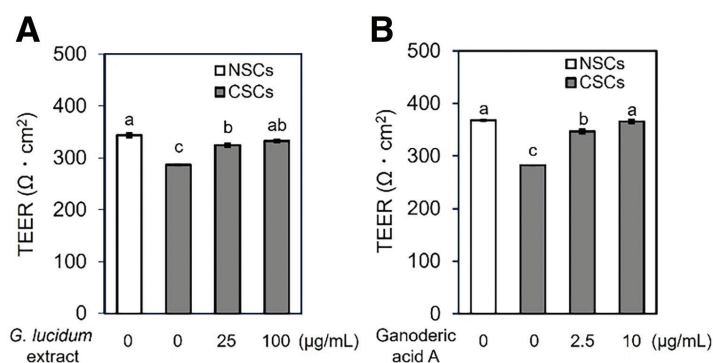 A
500
400
300
200
100
0
TEER (Ω・cm²)
NSCs
CSCs
a
c
b
ab
G. lucidum
extract
0 0 25 100 (μg/mL)
B
500
400
300
200
100
0
TEER (Ω・cm²)
NSCs
CSCs
a
c
b
a
Ganoderic
acid A
0 0 2.5 10 (μg/mL)